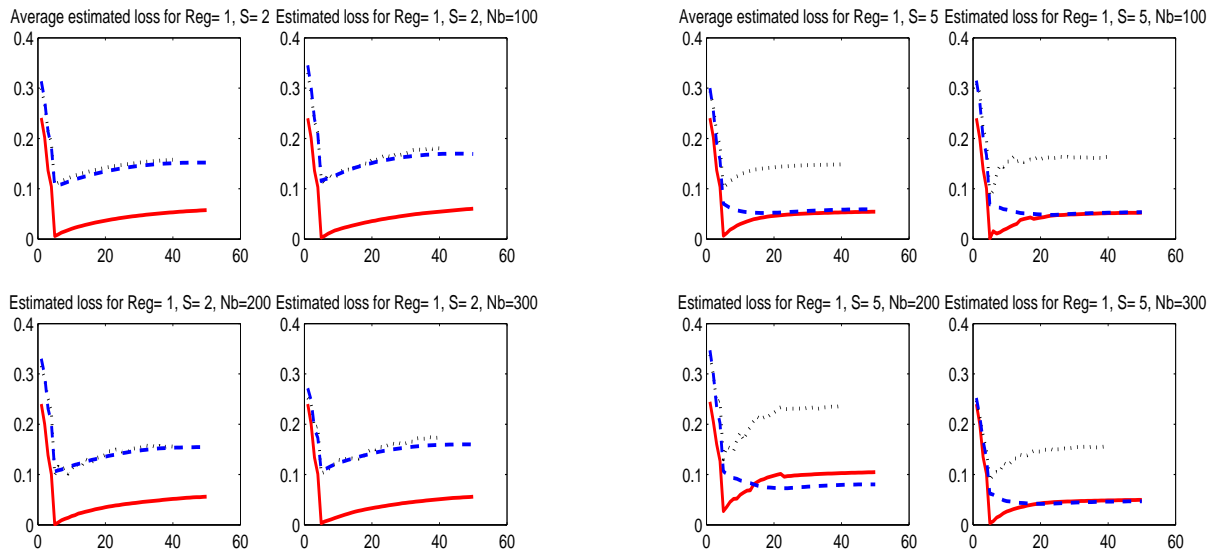 Average estimated loss for Reg= 1, S= 2
Estimated loss for Reg= 1, S= 2, Nb=100
Average estimated loss for Reg= 1, S= 5
Estimated loss for Reg= 1, S= 5, Nb=100
0.4
0.3
0.2
0.1
0
0 20 40 60
0.4
0.3
0.2
0.1
0
0 20 40 60
0.4
0.3
0.2
0.1
0
0 20 40 60
0.4
0.3
0.2
0.1
0
0 20 40 60
Estimated loss for Reg= 1, S= 2, Nb=200
Estimated loss for Reg= 1, S= 2, Nb=300
Estimated loss for Reg= 1, S= 5, Nb=200
Estimated loss for Reg= 1, S= 5, Nb=300
0.4
0.3
0.2
0.1
0
0 20 40 60
0.4
0.3
0.2
0.1
0
0 20 40 60
0.4
0.3
0.2
0.1
0
0 20 40 60
0.4
0.3
0.2
0.1
0
0 20 40 60